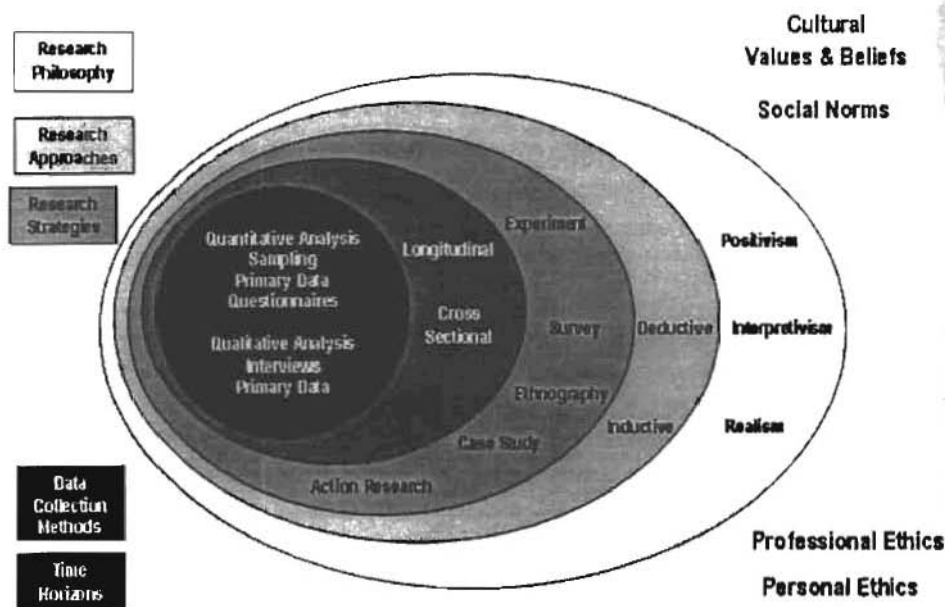 Cultural
Values & Beliefs
Social Norms
Research
Philosophy
Research
Approaches
Research
Strategies
Quantitative Analysis
Sampling
Primary Data
Questionnaires
Qualitative Analysis
Interviews
Primary Data
Longitudinal
Cross
Sectional
Experiment
Survey
Ethnography
Case Study
Action Research
Deductive
Inductive
Positivism
Interpretivism
Realism
Data
Collection
Methods
Time
Horizons
Professional Ethics
Personal Ethics